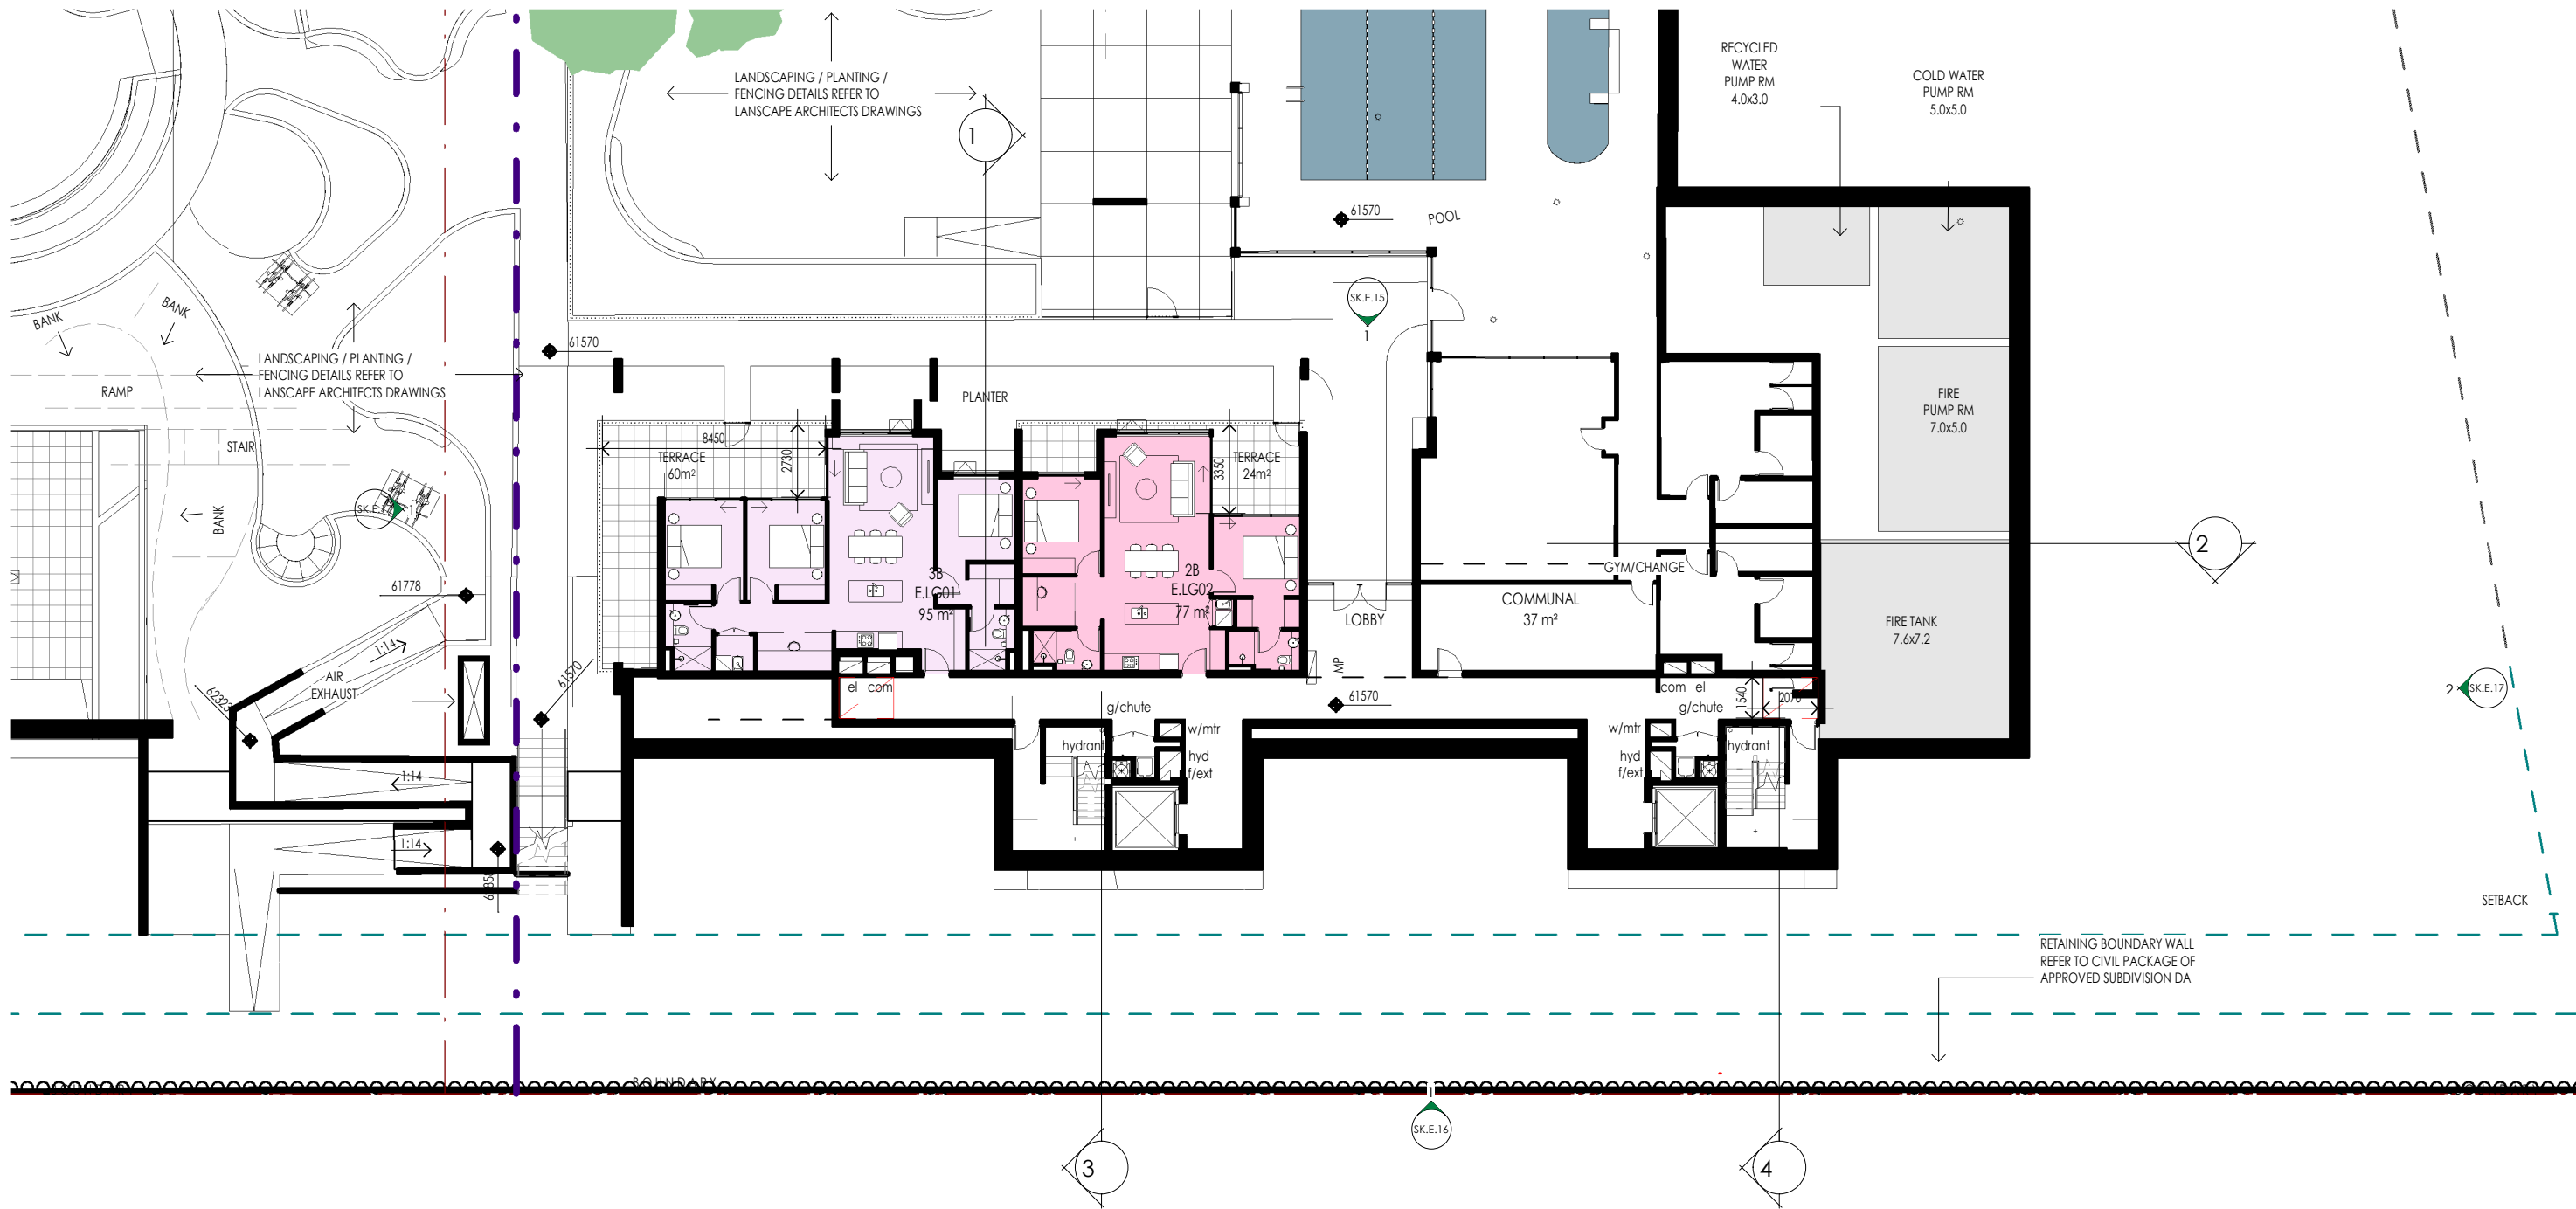 RECYCLED
WATER
PUMP RM
4.0x3.0
COLD WATER
PUMP RM
5.0x5.0
LANDSCAPING / PLANTING /
FENCING DETAILS REFER TO
LANSCAPE ARCHITECTS DRAWINGS
1
61570
POOL
SK.E.15
1
BANK
BANK
61570
LANDSCAPING / PLANTING /
FENCING DETAILS REFER TO
LANSCAPE ARCHITECTS DRAWINGS
RAMP
PLANTER
FIRE
PUMP RM
7.0x5.0
STAIR
8450
TERRACE
60m²
2730
3350
TERRACE
24m²
BANK
1
2
3B
E.LG01
95 m²
2B
E.LG02
77 m²
GYM/CHANGE
61778
COMMUNAL
37 m²
LOBBY
FIRE TANK
7.6x7.2
1:14
AIR
EXHAUST
61570
MP
el com
61570
com el
1540
2070
2
SK.E.17
g/chute
g/chute
w/mtr
w/mtr
hydrant
hydrant
hyd
f/ext
hyd
f/ext
1:14
1:14
SETBACK
RETAINING BOUNDARY WALL
REFER TO CIVIL PACKAGE OF
APPROVED SUBDIVISION DA
BOUNDARY
1
SK.E.16
3
4